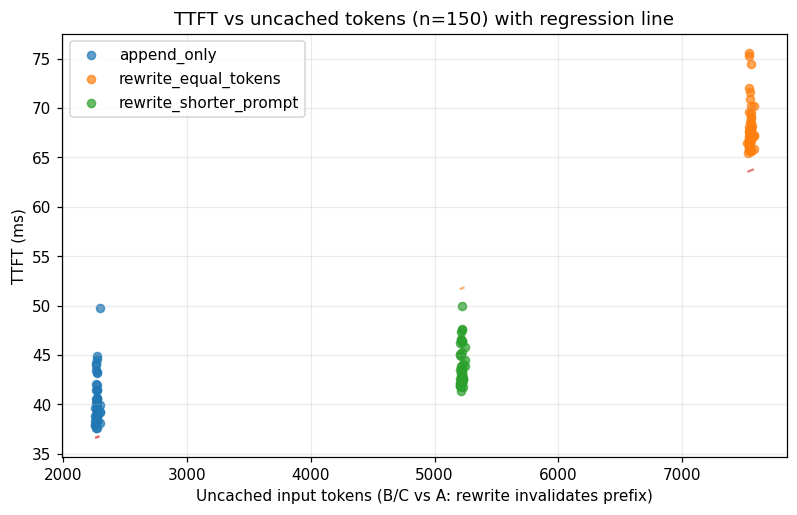 TTFT vs uncached tokens (n=150) with regression line
append_only
rewrite_equal_tokens
rewrite_shorter_prompt
TTFT (ms)
75
70
65
60
55
50
45
40
35
2000
3000
4000
5000
6000
7000
Uncached input tokens (B/C vs A: rewrite invalidates prefix)